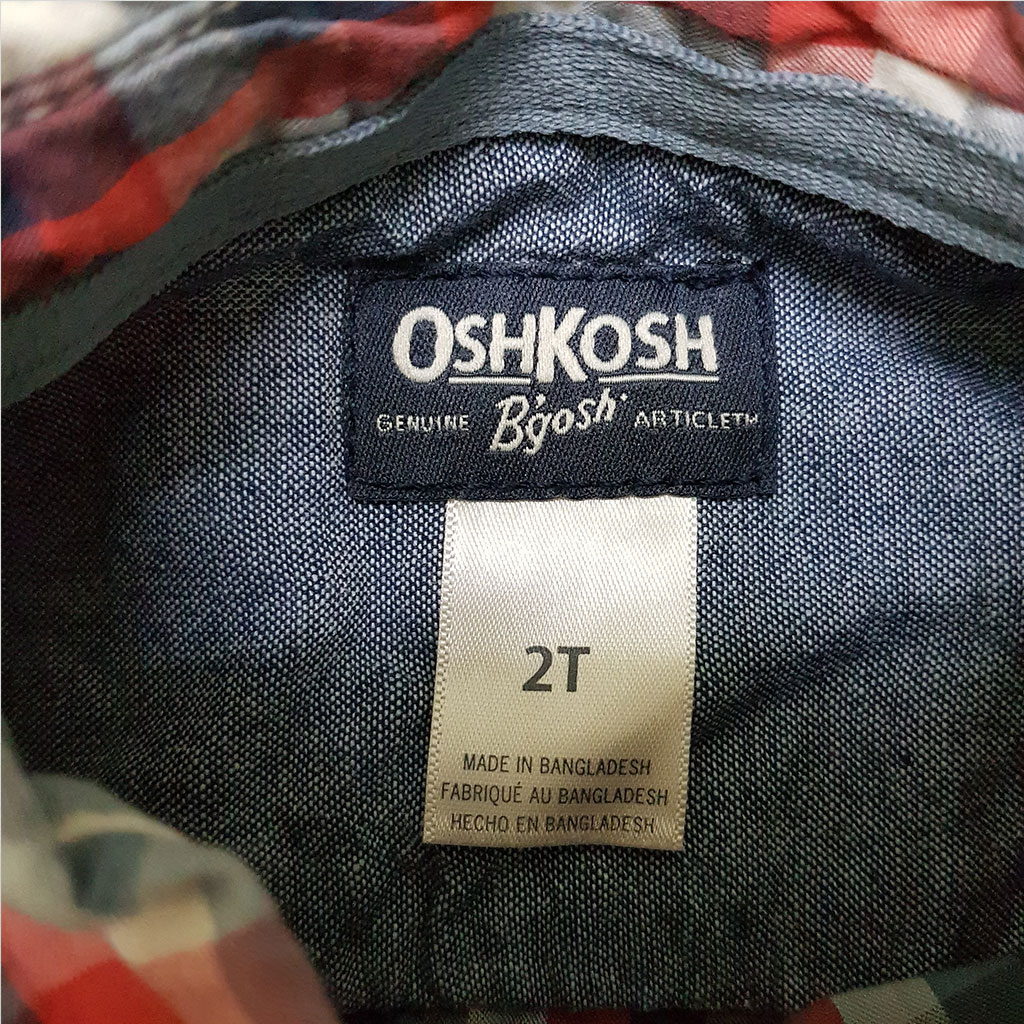 OSHKOSH
GENUINE B'gosh ARTICLETM
2T
MADE IN BANGLADESH
FABRIQUÉ AU BANGLADESH
HECHO EN BANGLADESH